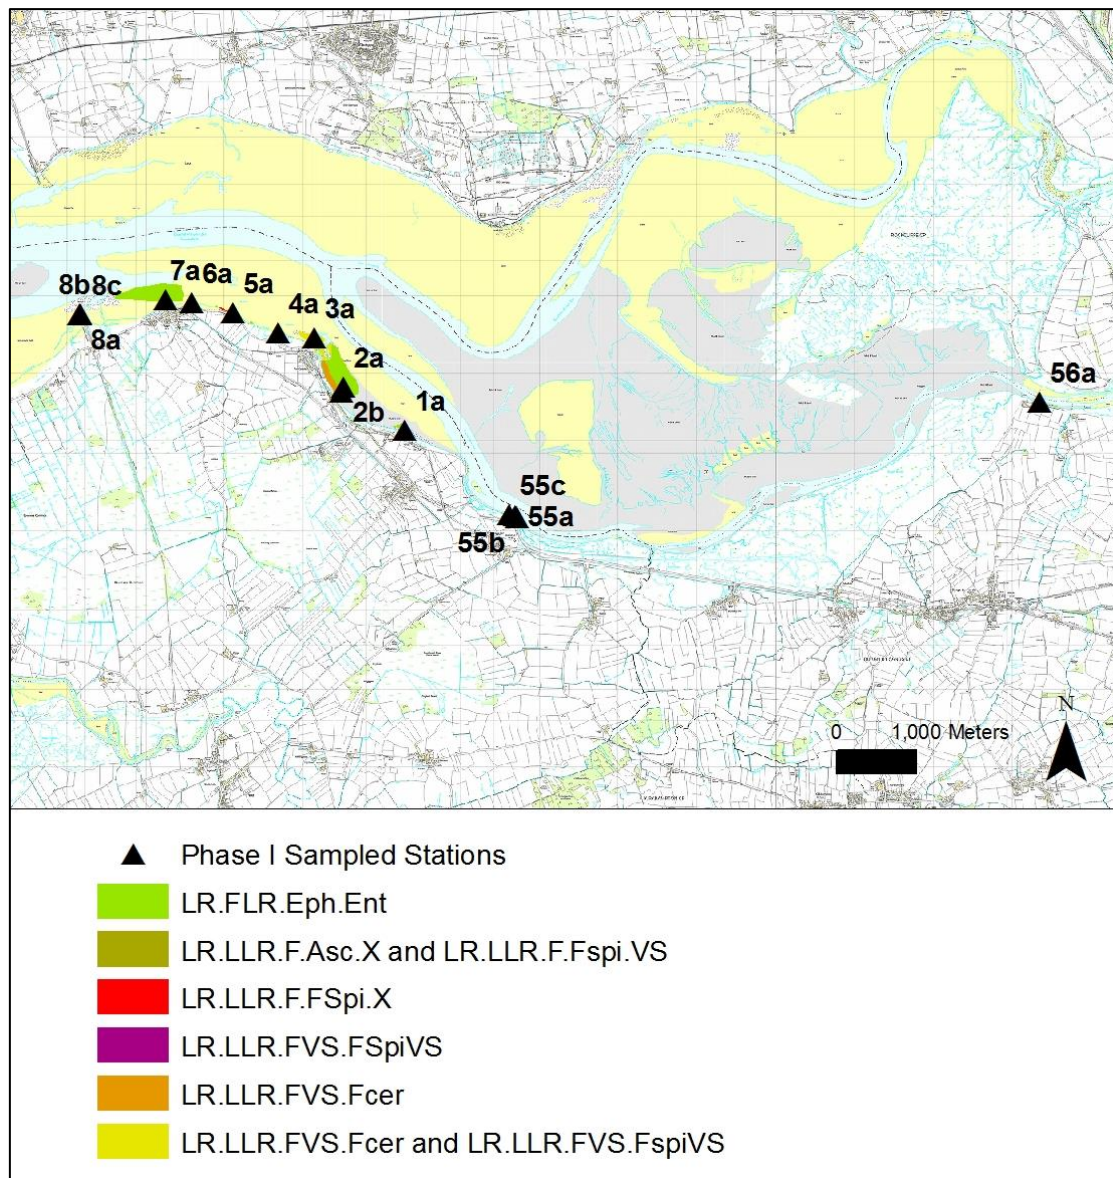 8b 8c
7a 6a
5a
4a 3a
8a
2a
56a
2b
1a
55c
55a
55b
N
0 1,000 Meters
Phase I Sampled Stations
LR.FLR.Eph.Ent
LR.LLR.F.Asc.X and LR.LLR.F.Fspi.VS
LR.LLR.F.FSpi.X
LR.LLR.FVS.FSpiVS
LR.LLR.FVS.Fcer
LR.LLR.FVS.Fcer and LR.LLR.FVS.FspiVS